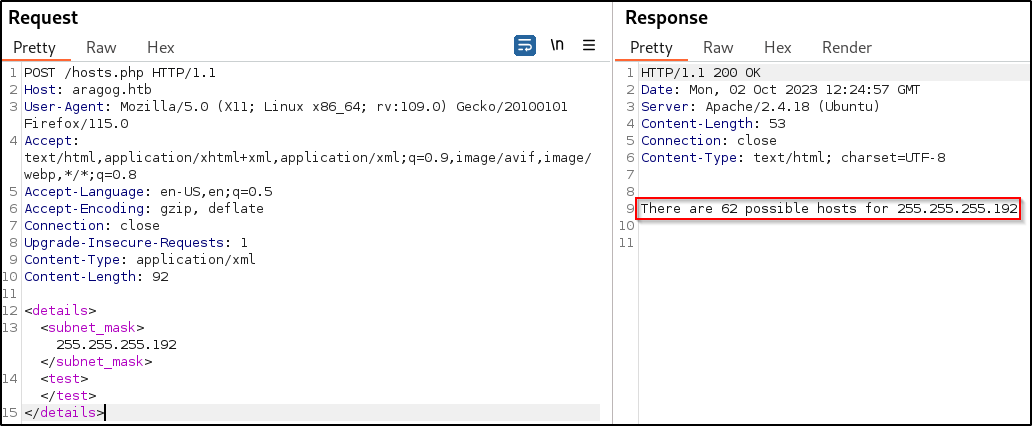 Request
Pretty Raw Hex \n
1 POST /hosts.php HTTP/1.1
2 Host: aragog.htb
3 User-Agent: Mozilla/5.0 (X11; Linux x86_64; rv:109.0) Gecko/20100101
Firefox/115.0
4 Accept:
text/html,application/xhtml+xml,application/xml;q=0.9,image/avif,image/
webp,*/*;q=0.8
5 Accept-Language: en-US,en;q=0.5
6 Accept-Encoding: gzip, deflate
7 Connection: close
8 Upgrade-Insecure-Requests: 1
9 Content-Type: application/xml
10 Content-Length: 92
11
12 <details>
13 <subnet_mask>
255.255.255.192
</subnet_mask>
14 <test>
</test>
15 </details>
Response
Pretty Raw Hex Render
1 HTTP/1.1 200 OK
2 Date: Mon, 02 Oct 2023 12:24:57 GMT
3 Server: Apache/2.4.18 (Ubuntu)
4 Content-Length: 53
5 Connection: close
6 Content-Type: text/html; charset=UTF-8
7
8
9 There are 62 possible hosts for 255.255.255.192
10
11